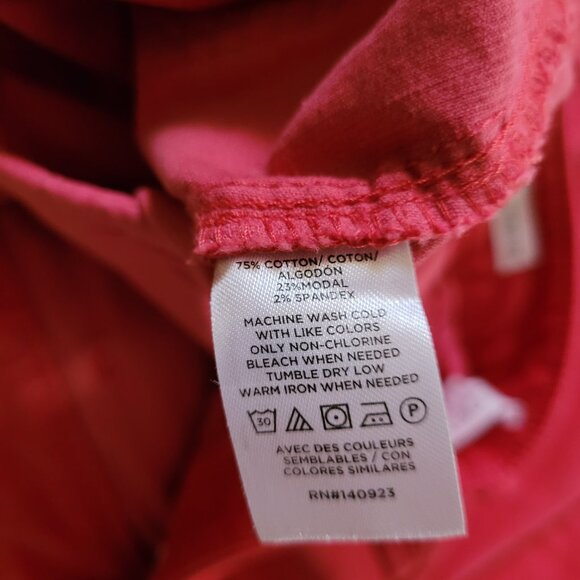 75% COTTON/ COTON/
ALGODÓN
23%MODAL
2% SPANDEX
MACHINE WASH COLD
WITH LIKE COLORS
ONLY NON-CHLORINE
BLEACH WHEN NEEDED
TUMBLE DRY LOW
WARM IRON WHEN NEEDED
30 P
AVEC DES COULEURS
SEMBLABLES / CON
COLORES SIMILARES
RN#140923